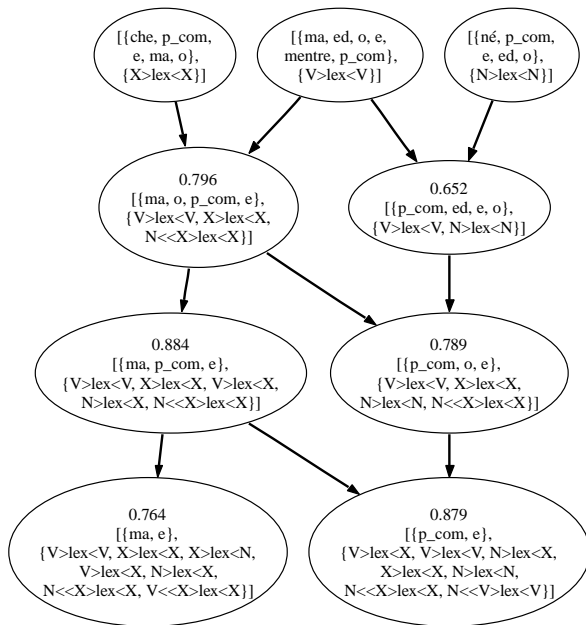 [{che, p_com,
e, ma, o},
{X>lex<X}]
[{ma, ed, o, e,
mentre, p_com},
{V>lex<V}]
[{né, p_com,
e, ed, o},
{N>lex<N}]
0.796
[{ma, o, p_com, e},
{V>lex<V, X>lex<X,
N<<X>lex<X}]
0.652
[{p_com, ed, e, o},
{V>lex<V, N>lex<N}]
0.884
[{ma, p_com, e},
{V>lex<V, X>lex<X, V>lex<X,
N>lex<X, N<<X>lex<X}]
0.789
[{p_com, o, e},
{V>lex<V, X>lex<X,
N>lex<N, N<<X>lex<X}]
0.764
[{ma, e},
{V>lex<V, X>lex<X, X>lex<N,
V>lex<X, N>lex<X,
N<<X>lex<X, V<<X>lex<X}]
0.879
[{p_com, e},
{V>lex<X, V>lex<V, N>lex<X,
X>lex<X, N>lex<N,
N<<X>lex<X, N<<V>lex<V}]